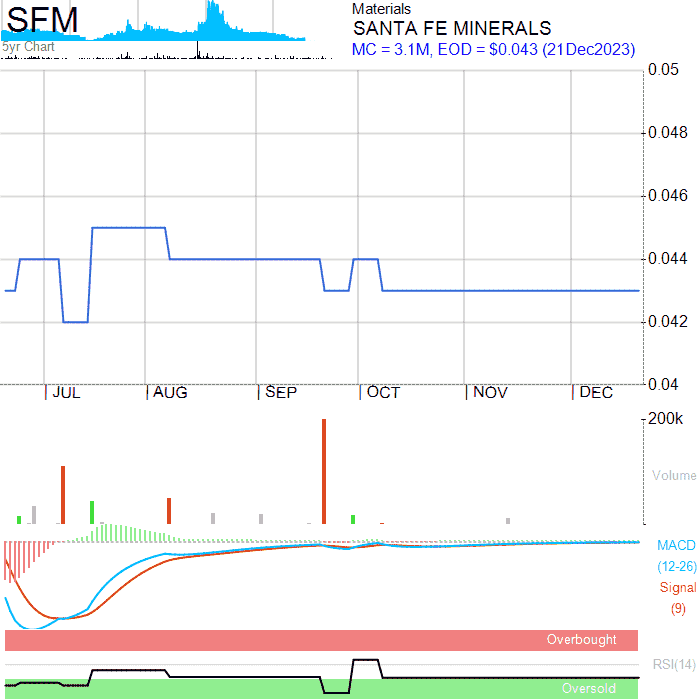 SFM
5yr Chart
Materials
SANTA FE MINERALS
MC = 3.1M, EOD = $0.043 (21Dec2023)
0.05
0.048
0.046
0.044
0.042
0.04
JUL AUG SEP OCT NOV DEC
200k
Volume
MACD
(12-26)
Signal
(9)
Overbought
RSI(14)
Oversold